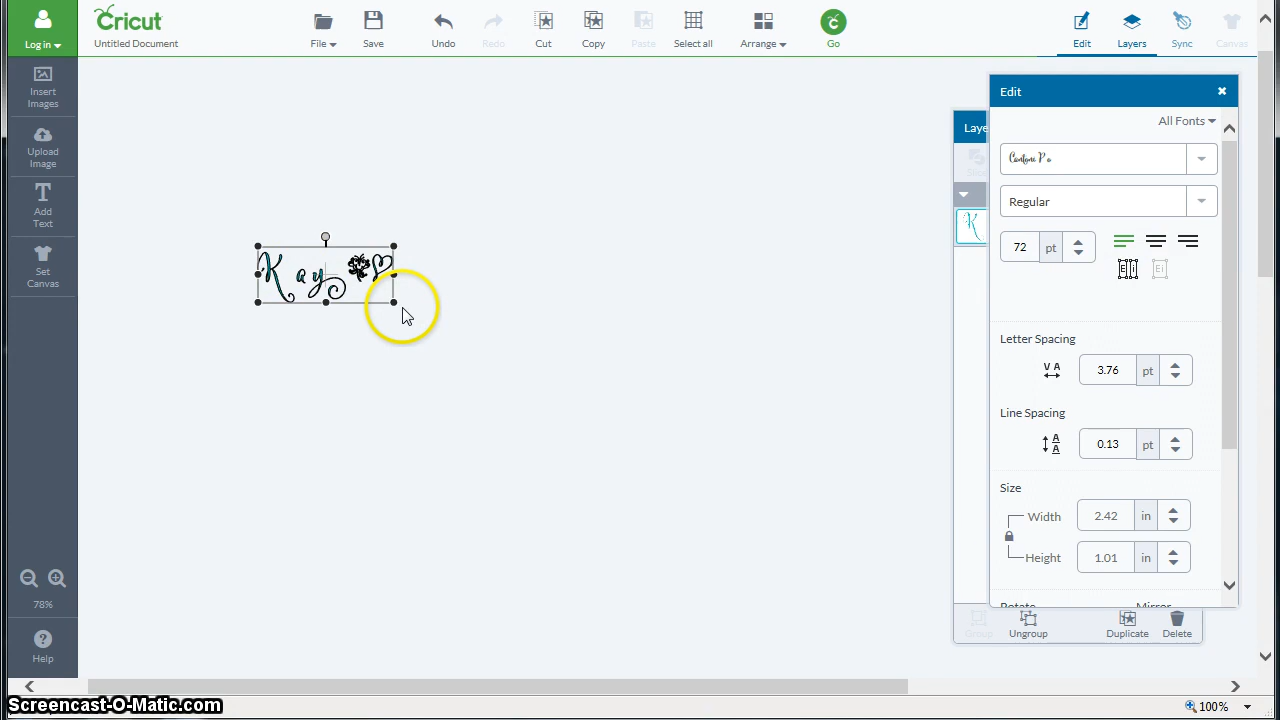 Cricut
Untitled Document
Log in
File
Save
Undo
Redo
Cut
Copy
Paste
Select all
Arrange
Go
Edit
Layers
Sync
Canvas
Insert
Images
Upload
Image
Add
Text
Set
Canvas
78%
Help
Kay
Laye
K
Edit
All Fonts
Regular
72 pt
Letter Spacing
VA
3.76 pt
Line Spacing
A
A
0.13 pt
Size
Width 2.42 in
Height 1.01 in
Rotate Mirror
Group
Ungroup
Duplicate
Delete
Screencast-O-Matic.com
100%